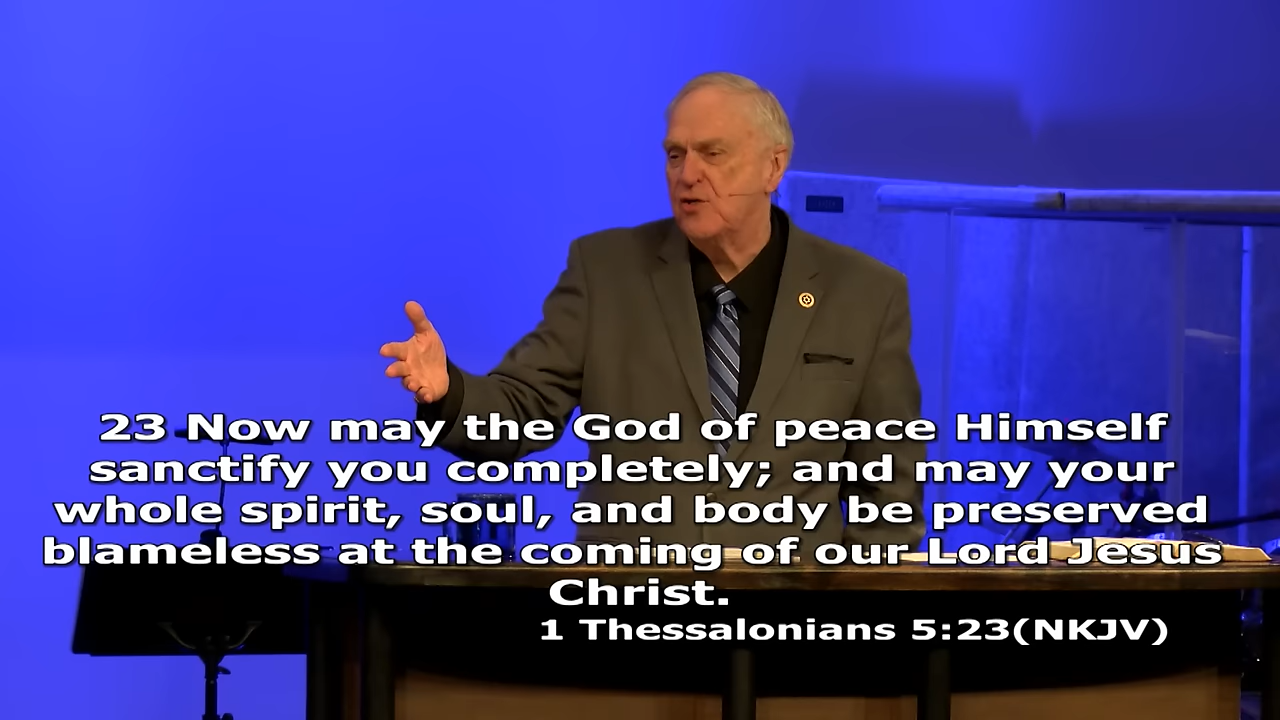 23 Now may the God of peace Himself
sanctify you completely; and may your
whole spirit, soul, and body be preserved
blameless at the coming of our Lord Jesus
Christ.
1 Thessalonians 5:23(NKJV)